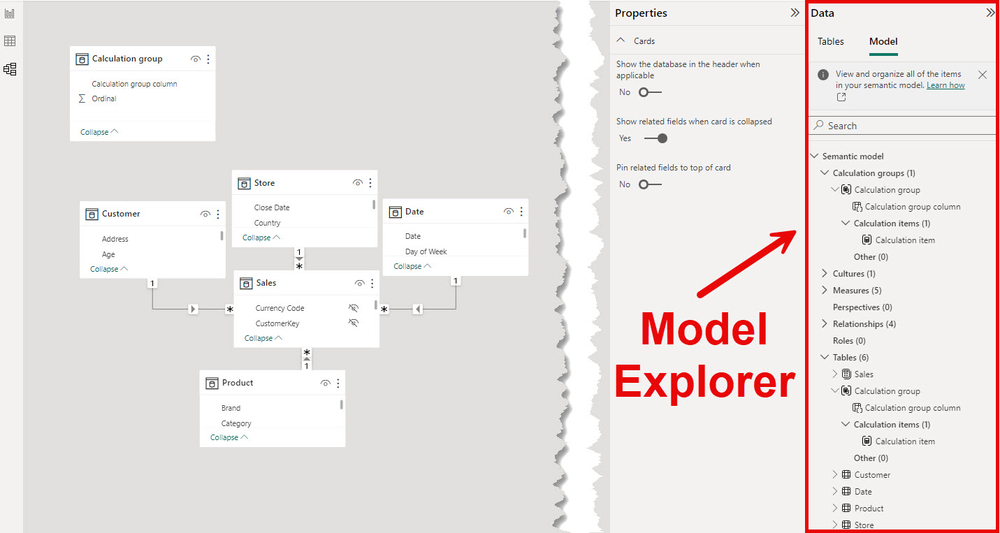 Calculation group
Calculation group column
Ordinal
Collapse
Store
Close Date
Country
Collapse
Customer
Address
Age
Collapse
Date
Date
Day of Week
Collapse
1
*
1
*
Sales
Currency Code
CustomerKey
Collapse
*
1
*
1
Product
Brand
Category
Collapse
Properties
Cards
Show the database in the header when
applicable
No
Show related fields when card is collapsed
Yes
Pin related fields to top of card
No
Model
Explorer
Data
Tables Model
View and organize all of the items
in your semantic model. Learn how
Search
Semantic model
Calculation groups (1)
Calculation group
Calculation group column
Calculation items (1)
Calculation item
Other (0)
Cultures (1)
Measures (5)
Perspectives (0)
Relationships (4)
Roles (0)
Tables (6)
Sales
Calculation group
Calculation group column
Calculation items (1)
Calculation item
Other (0)
Customer
Date
Product
Store